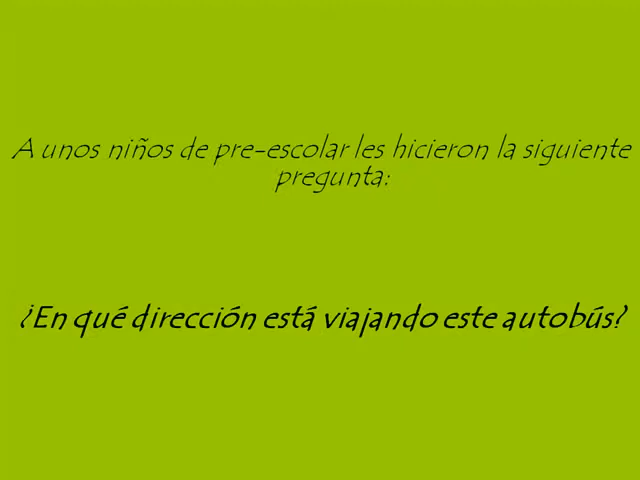 A unos niños de pre-escolar les hicieron la siguiente
pregunta:
¿En qué dirección está viajando este autobús?